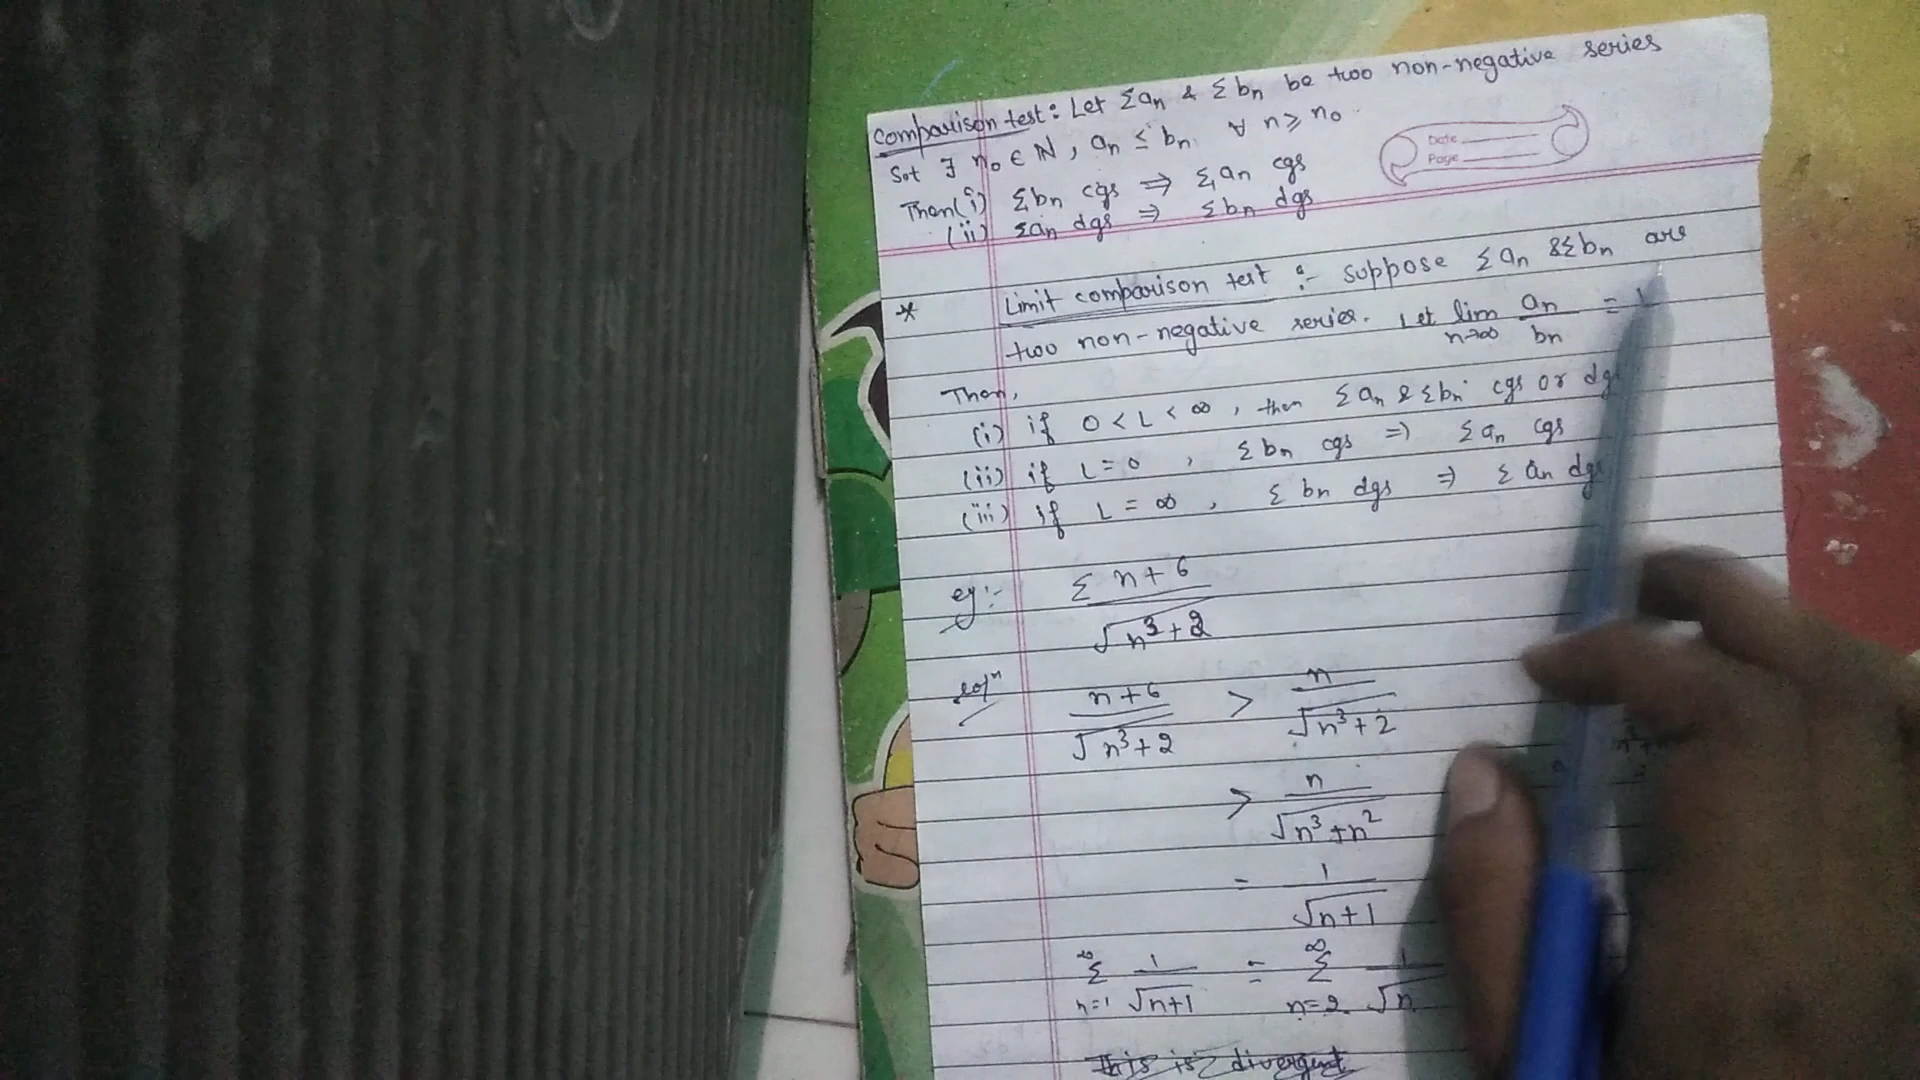 Comparison test: Let Σan & Σbn be two non-negative series
s.t ∃ n₀ ∈ ℕ, an ≤ bn ∀ n ≥ n₀
Date
Page
Then (i) Σbn cgs ⇒ Σan cgs
(ii) Σan dgs ⇒ Σbn dgs
* Limit comparison test :- suppose Σan & Σbn are
two non-negative series. Let lim n→∞ an/bn =
Then,
(i) if 0 < L < ∞, then Σan & Σbn cgs or dgs
(ii) if L = 0, Σbn cgs ⇒ Σan cgs
(iii) if L = ∞, Σbn dgs ⇒ Σan dgs
eg:- Σ n+6 / √n³+2
solⁿ n+6 / √n³+2 > n / √n³+2
> n / √n³+n²
= 1 / √n+1
∞ Σ n=1 1/√n+1 = ∞ Σ n=2 1/√n
This is divergent